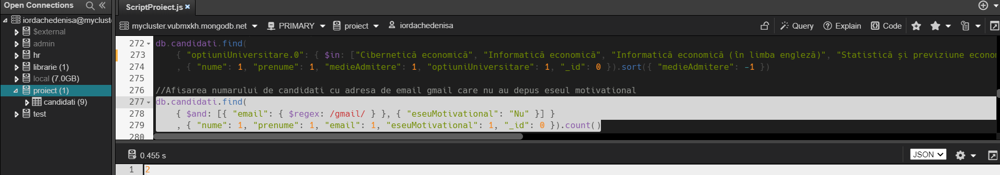 Open Connections
ScriptProiect.js ×
iordachedenisa@myclust
mycluster.vubmxkh.mongodb.net PRIMARY proiect iordachedenisa Query Explain Code
$external
admin
hr
librarie (1)
local (7.0GB)
proiect (1)
candidati (9)
test
272 db.candidati.find(
273 { "optiuniUniversitare.0": { $in: ["Cibernetică economică", "Informatică economică", "Informatică economică (în limba engleză)", "Statistică și previziune econo
274 , { "nume": 1, "prenume": 1, "medieAdmitere": 1, "optiuniUniversitare": 1, "_id": 0 }).sort({ "medieAdmitere": -1 })
275
276 //Afisarea numarului de candidati cu adresa de email gmail care nu au depus eseul motivational
277 db.candidati.find(
278 { $and: [{ "email": { $regex: /gmail/ } }, { "eseuMotivational": "Nu" }] }
279 , { "nume": 1, "prenume": 1, "email": 1, "eseuMotivational": 1, "_id": 0 }).count()
280
0.455 s JSON
1 2